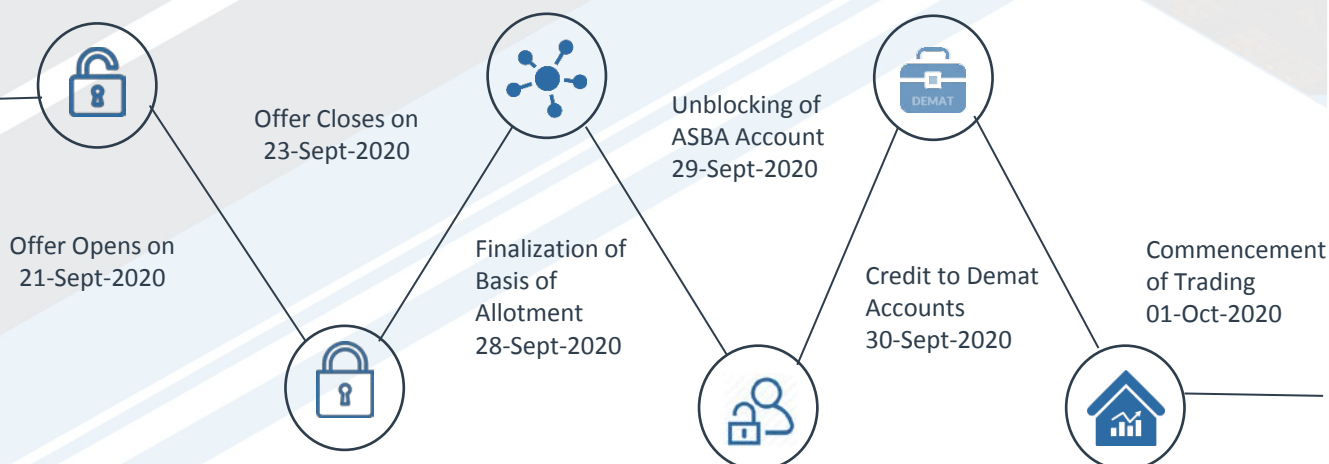 Offer Opens on
21-Sept-2020
Offer Closes on
23-Sept-2020
Finalization of
Basis of
Allotment
28-Sept-2020
Unblocking of
ASBA Account
29-Sept-2020
DEMAT
Credit to Demat
Accounts
30-Sept-2020
Commencement
of Trading
01-Oct-2020